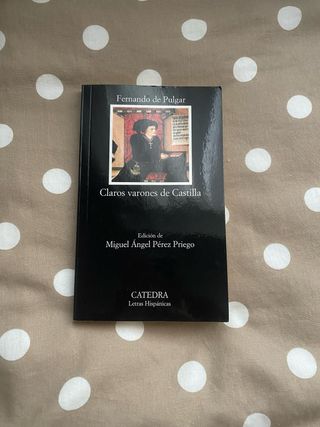 Fernando de Pulgar
Claros varones de Castilla
Edición de
Miguel Ángel Pérez Priego
CATEDRA
Letras Hispánicas